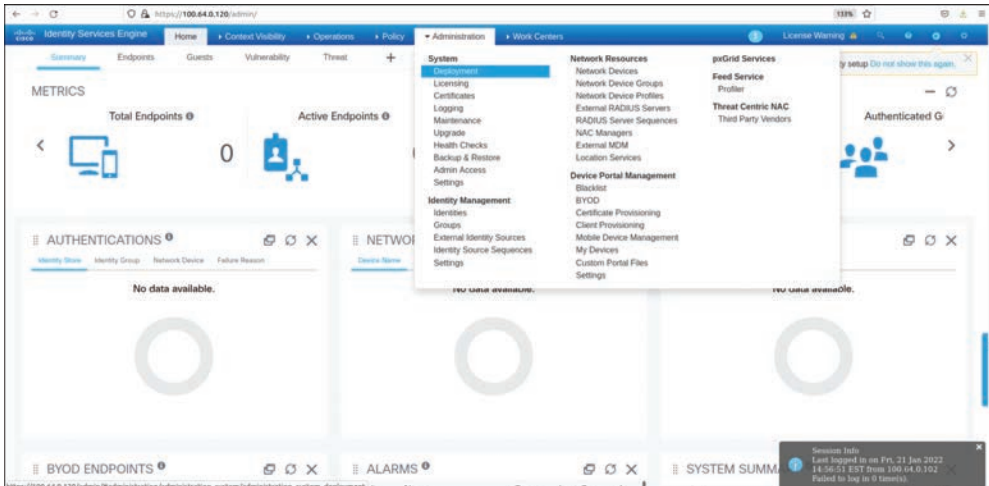 https://100.64.0.120/admin/
133%
cisco Identity Services Engine
Home
Context Visibility
Operations
Policy
Administration
Work Centers
License Warning
Summary
Endpoints
Guests
Vulnerability
Threat
+
y setup Do not show this again.
METRICS
Total Endpoints
0
Active Endpoints
Authenticated G
System
Deployment
Licensing
Certificates
Logging
Maintenance
Upgrade
Health Checks
Backup & Restore
Admin Access
Settings
Identity Management
Identities
Groups
External Identity Sources
Identity Source Sequences
Settings
Network Resources
Network Devices
Network Device Groups
Network Device Profiles
External RADIUS Servers
RADIUS Server Sequences
NAC Managers
External MDM
Location Services
Device Portal Management
Blacklist
BYOD
Certificate Provisioning
Client Provisioning
Mobile Device Management
My Devices
Custom Portal Files
Settings
pxGrid Services
Feed Service
Profiler
Threat Centric NAC
Third Party Vendors
AUTHENTICATIONS
Identity Store
Identity Group
Network Device
Failure Reason
No data available.
NETWO
Device Name
No data available.
No data available.
BYOD ENDPOINTS
ALARMS
SYSTEM SUMM
Session Info
Last logged in on Fri, 21 Jan 2022
14:56:51 EST from 100.64.0.102
Failed to log in 0 time(s).